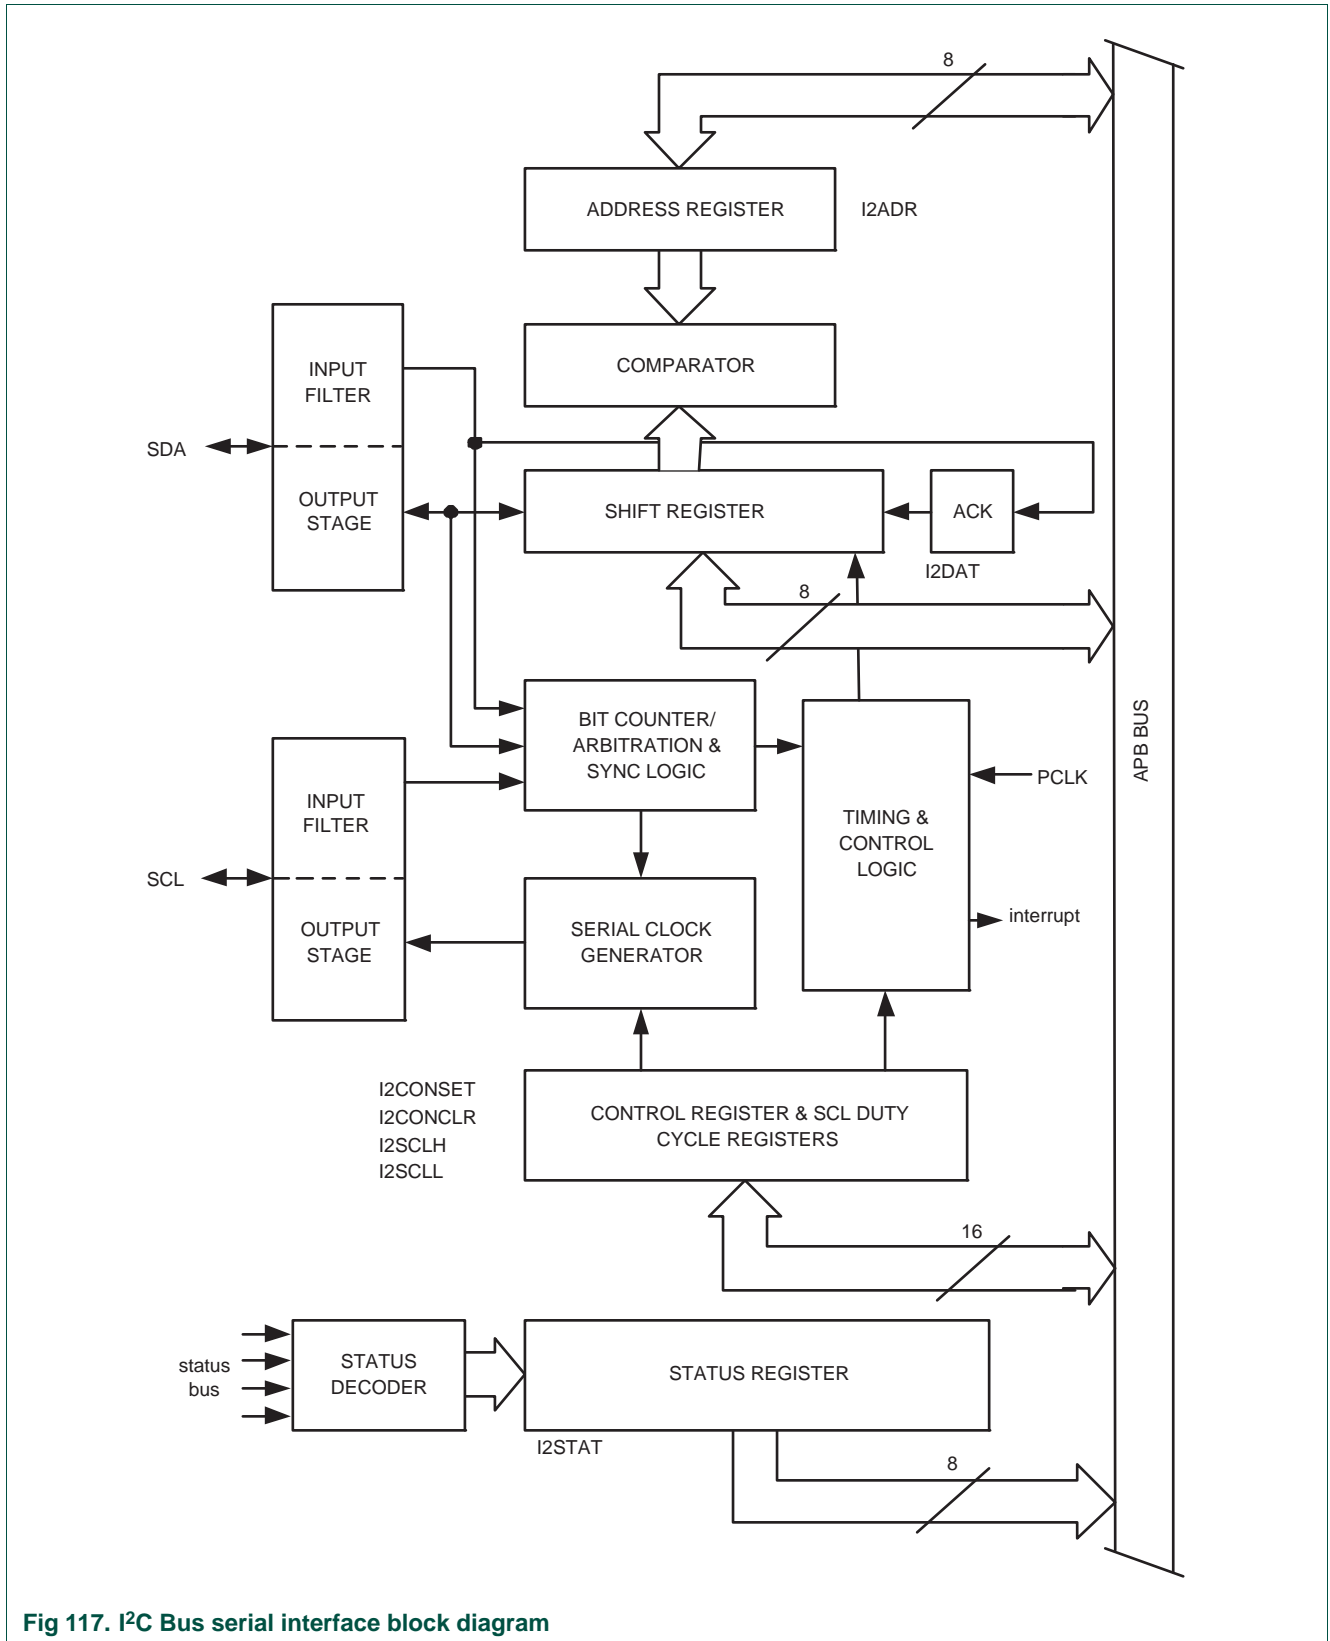 8
ADDRESS REGISTER
I2ADR
COMPARATOR
INPUT
FILTER
SDA
OUTPUT
STAGE
SHIFT REGISTER
ACK
I2DAT
8
BIT COUNTER/
ARBITRATION &
SYNC LOGIC
APB BUS
PCLK
INPUT
FILTER
TIMING &
CONTROL
LOGIC
SCL
OUTPUT
STAGE
SERIAL CLOCK
GENERATOR
interrupt
I2CONSET
I2CONCLR
I2SCLH
I2SCLL
CONTROL REGISTER & SCL DUTY
CYCLE REGISTERS
16
status
bus
STATUS
DECODER
STATUS REGISTER
I2STAT
8
Fig 117. I²C Bus serial interface block diagram